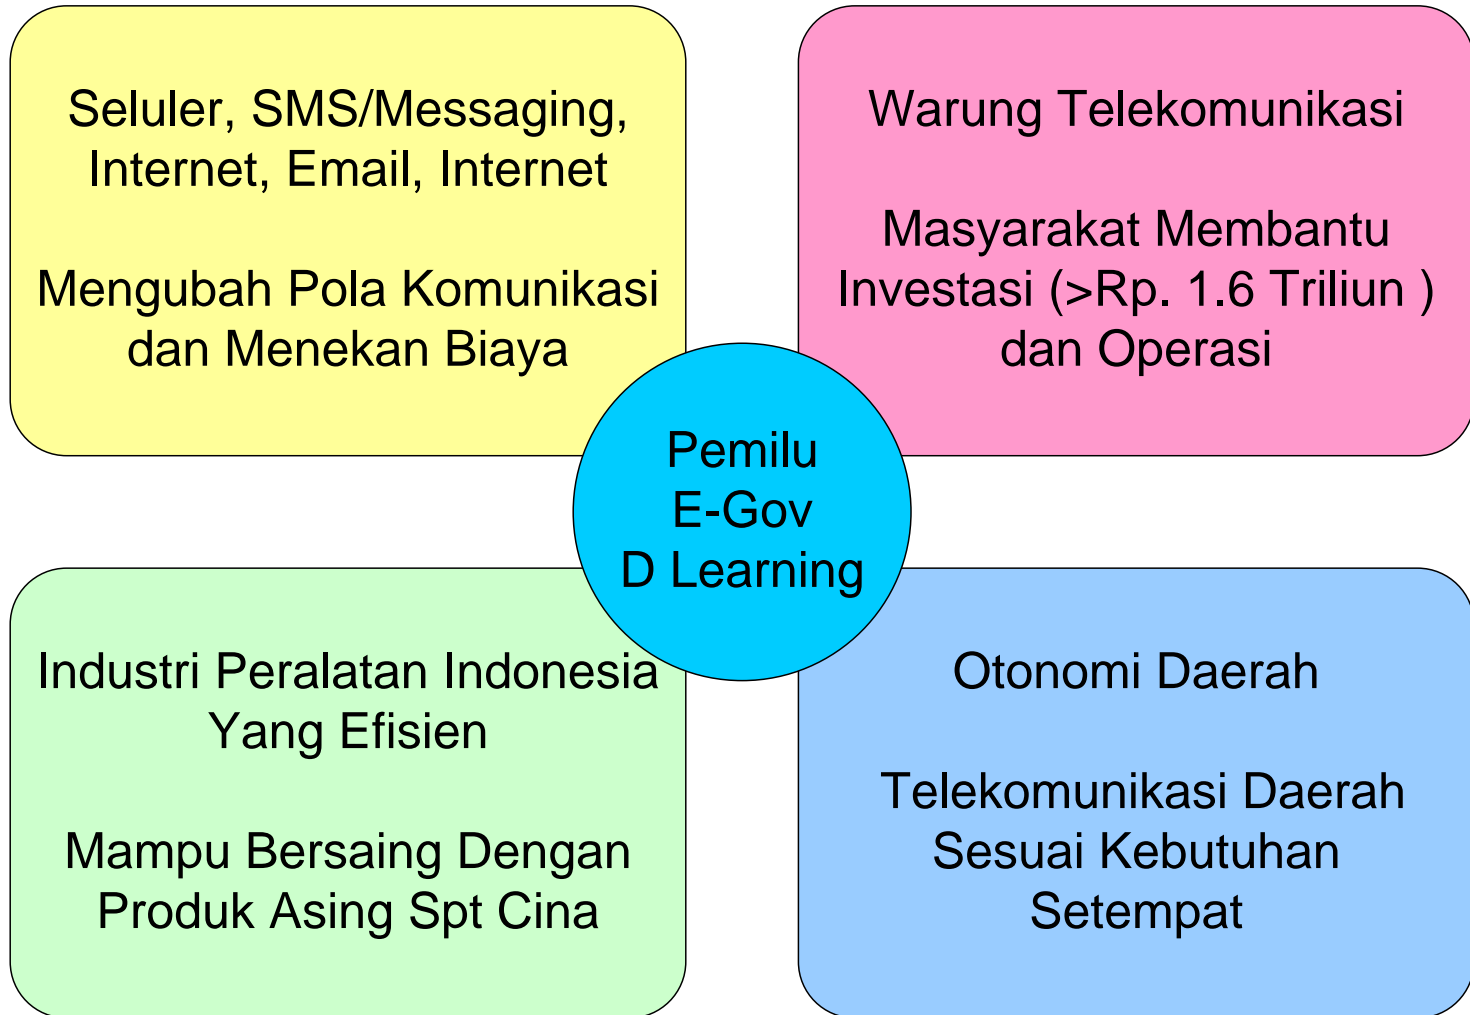 Seluler, SMS/Messaging,
Internet, Email, Internet
Mengubah Pola Komunikasi
dan Menekan Biaya
Warung Telekomunikasi
Masyarakat Membantu
Investasi (>Rp. 1.6 Triliun )
dan Operasi
Pemilu
E-Gov
D Learning
Industri Peralatan Indonesia
Yang Efisien
Mampu Bersaing Dengan
Produk Asing Spt Cina
Otonomi Daerah
Telekomunikasi Daerah
Sesuai Kebutuhan
Setempat